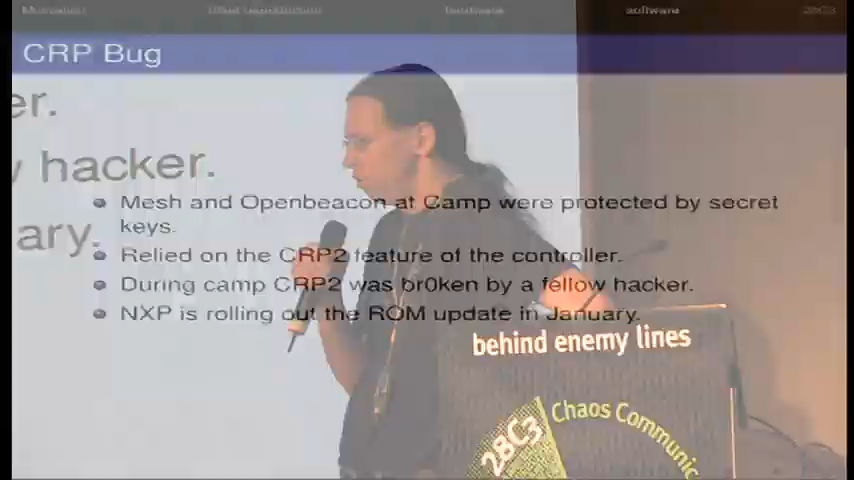 software
28C3
CRP Bug
er.
hacker.
ary.
Mesh and Openbeacon at Camp were protected by secret
keys.
Relied on the CRP2 feature of the controller.
During camp CRP2 was br0ken by a fellow hacker.
NXP is rolling out the ROM update in January.
behind enemy lines
28C3
Chaos Communic